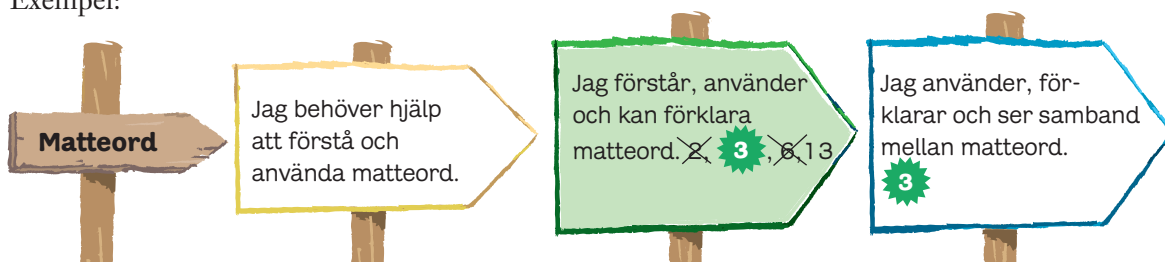 Exempel:
Matteord
Jag behöver hjälp
att förstå och
använda matteord.
Jag förstår, använder
och kan förklara
matteord. 2, 3, 6, 13
Jag använder, för-
klarar och ser samband
mellan matteord.
3